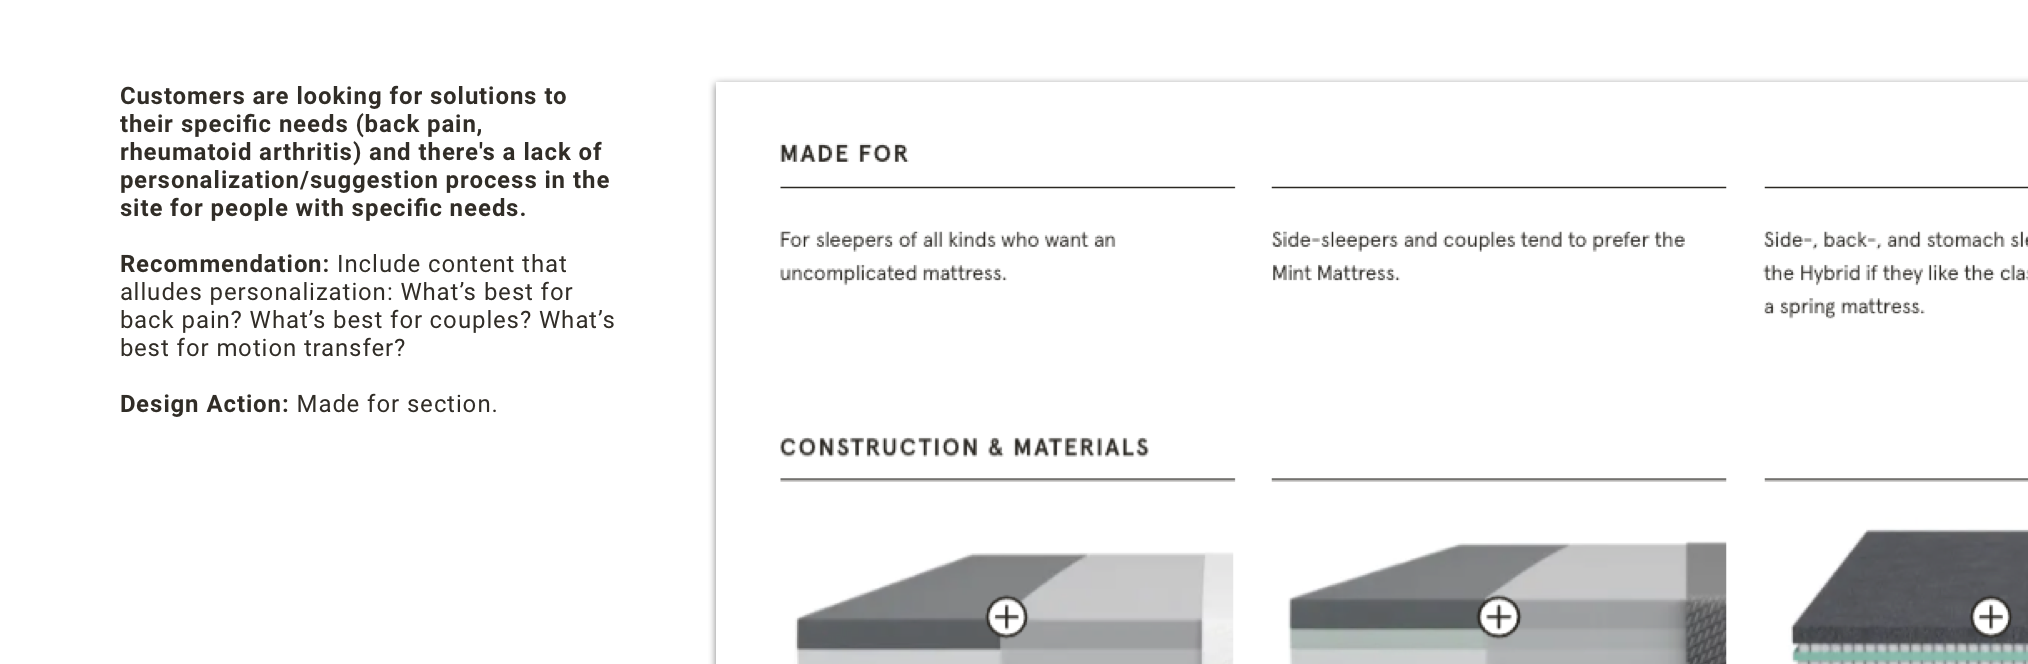 Customers are looking for solutions to
their specific needs (back pain,
rheumatoid arthritis) and there's a lack of
personalization/suggestion process in the
site for people with specific needs.
Recommendation: Include content that
alludes personalization: What’s best for
back pain? What’s best for couples? What’s
best for motion transfer?
Design Action: Made for section.
MADE FOR
For sleepers of all kinds who want an
uncomplicated mattress.
Side-sleepers and couples tend to prefer the
Mint Mattress.
Side-, back-, and stomach
the Hybrid if they like the
a spring mattress.
CONSTRUCTION & MATERIALS